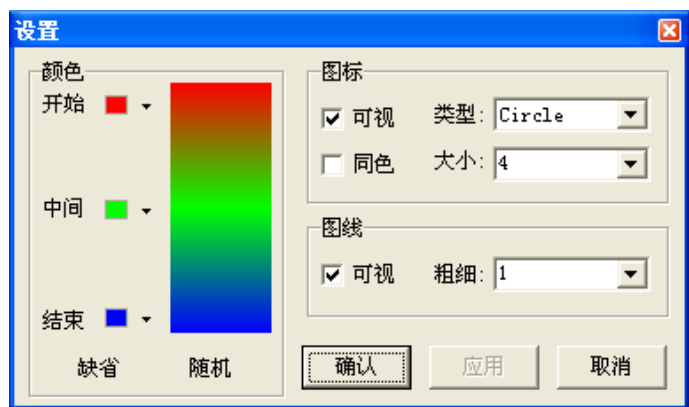 设置
颜色
开始
中间
结束
缺省 随机
图标
可视 类型: Circle
同色 大小: 4
图线
可视 粗细: 1
确认 应用 取消